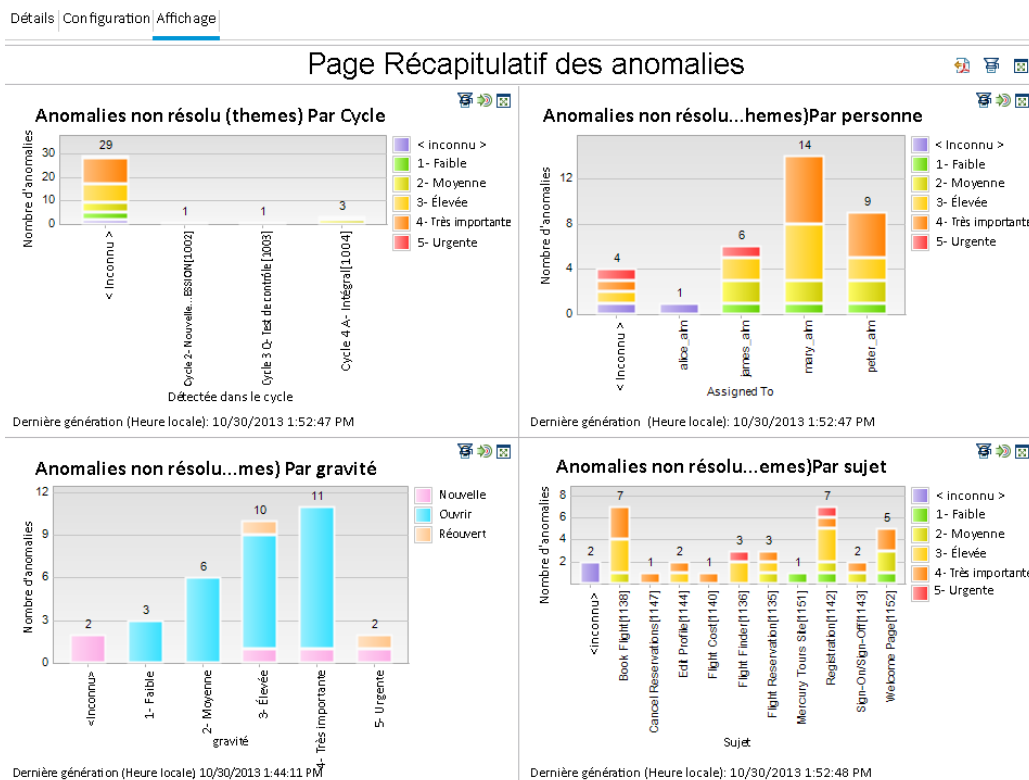 Détails Configuration Affichage
Page Récapitulatif des anomalies
Anomalies non résolu (themes) Par Cycle
Nombre d'anomalies
30
20
10
0
29
1
1
3
< Inconnu >
Cycle 2- Nouvelle...ESSION[1002]
Cycle 3 Q- Test de contrôle [1003]
Cycle 4 A- Intégral[1004]
Détectée dans le cycle
< inconnu >
1- Faible
2- Moyenne
3- Élevée
4- Très importante
5- Urgente
Dernière génération (Heure locale): 10/30/2013 1:52:47 PM
Anomalies non résolu...hemes)Par personne
Nombre d'anomalies
12
8
4
0
4
1
6
14
9
< Inconnu >
alice_alm
james_alm
mary_alm
peter_alm
Assigned To
< Inconnu >
1- Faible
2- Moyenne
3- Élevée
4- Très importante
5- Urgente
Dernière génération (Heure locale): 10/30/2013 1:52:47 PM
Anomalies non résolu...mes) Par gravité
Nombre d'anomalies
12
9
6
3
0
2
3
6
10
11
2
<Inconnu>
1- Faible
2- Moyenne
3- Élevée
4- Très importante
5- Urgente
gravité
Nouvelle
Ouvrir
Réouvert
Dernière génération (Heure locale) 10/30/2013 1:44:11 PM
Anomalies non résolu...emes)Par sujet
Nombre d'anomalies
8
6
4
2
2
7
1
2
1
3
3
1
7
2
5
<inconnu>
Book Flight[1138]
Cancel Reservations[1147]
Edit Profile[1144]
Flight Cost[1140]
Flight Finder[1136]
Flight Reservation[1135]
Mercury Tours Site[1151]
Registration[1142]
Sign-On/Sign-Off[1143]
Welcome Page[1152]
Sujet
< inconnu >
1- Faible
2- Moyenne
3- Élevée
4- Très importante
5- Urgente
Dernière génération (Heure locale): 10/30/2013 1:52:48 PM